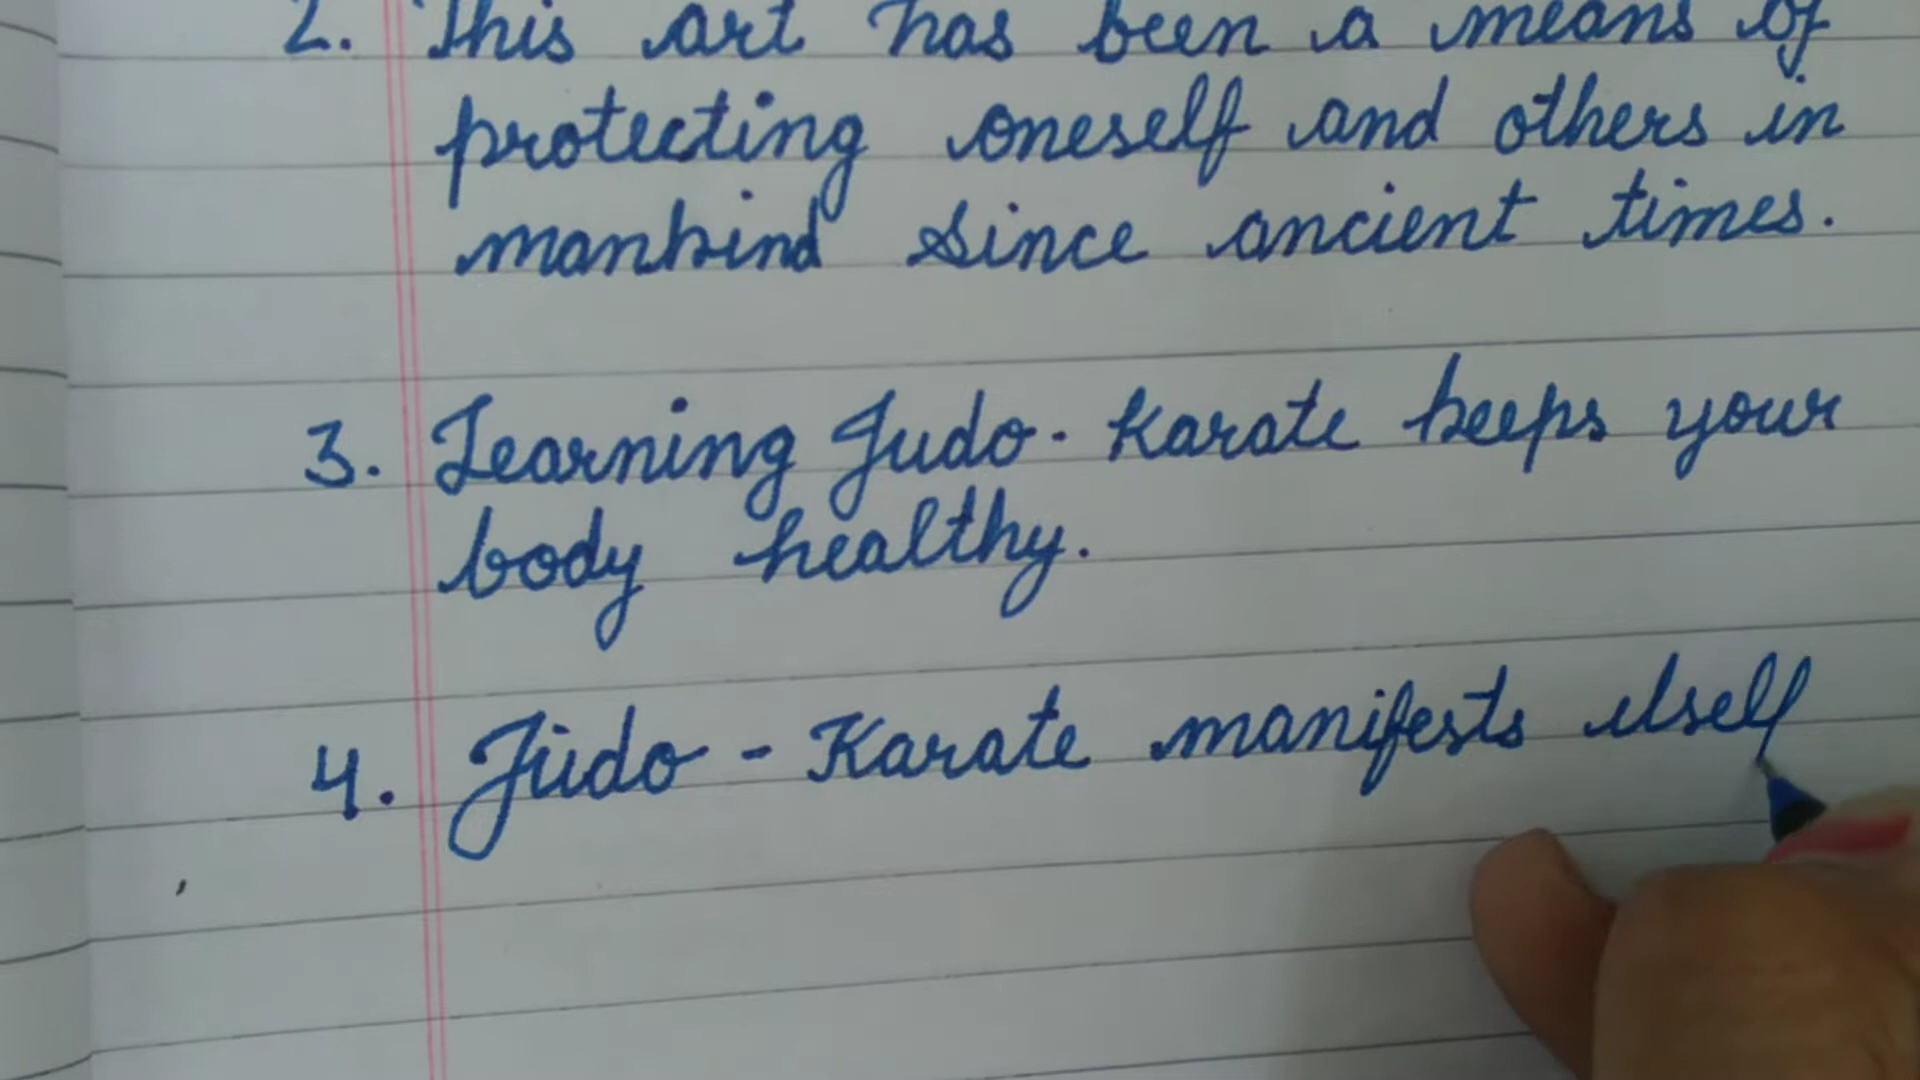 2. This art has been a means of
protecting oneself and others in
mankind since ancient times.
3. Learning Judo-Karate keeps your
body healthy.
4. Judo - Karate manifests itself